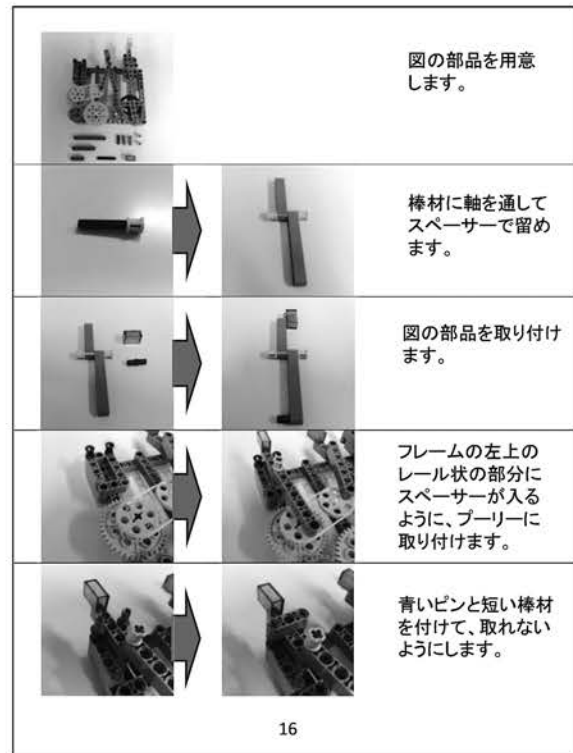 図の部品を用意
します。
棒材に軸を通して
スペーサーで留め
ます。
図の部品を取り付け
ます。
フレームの左上の
レール状の部分に
スペーサーが入る
ように、プーリーに
取り付けます。
青いピンと短い棒材
を付けて、取れない
ようにします。
16